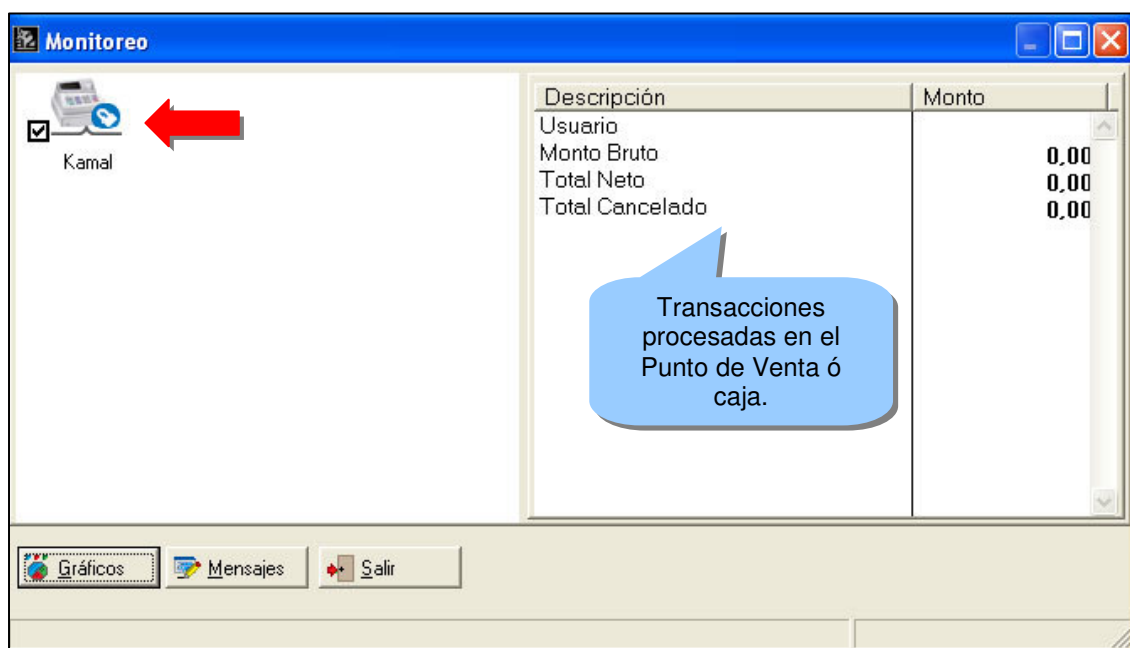 Monitoreo
Kamal
Descripción Monto
Usuario
Monto Bruto 0,00
Total Neto 0,00
Total Cancelado 0,00
Transacciones
procesadas en el
Punto de Venta ó
caja.
Gráficos Mensajes Salir